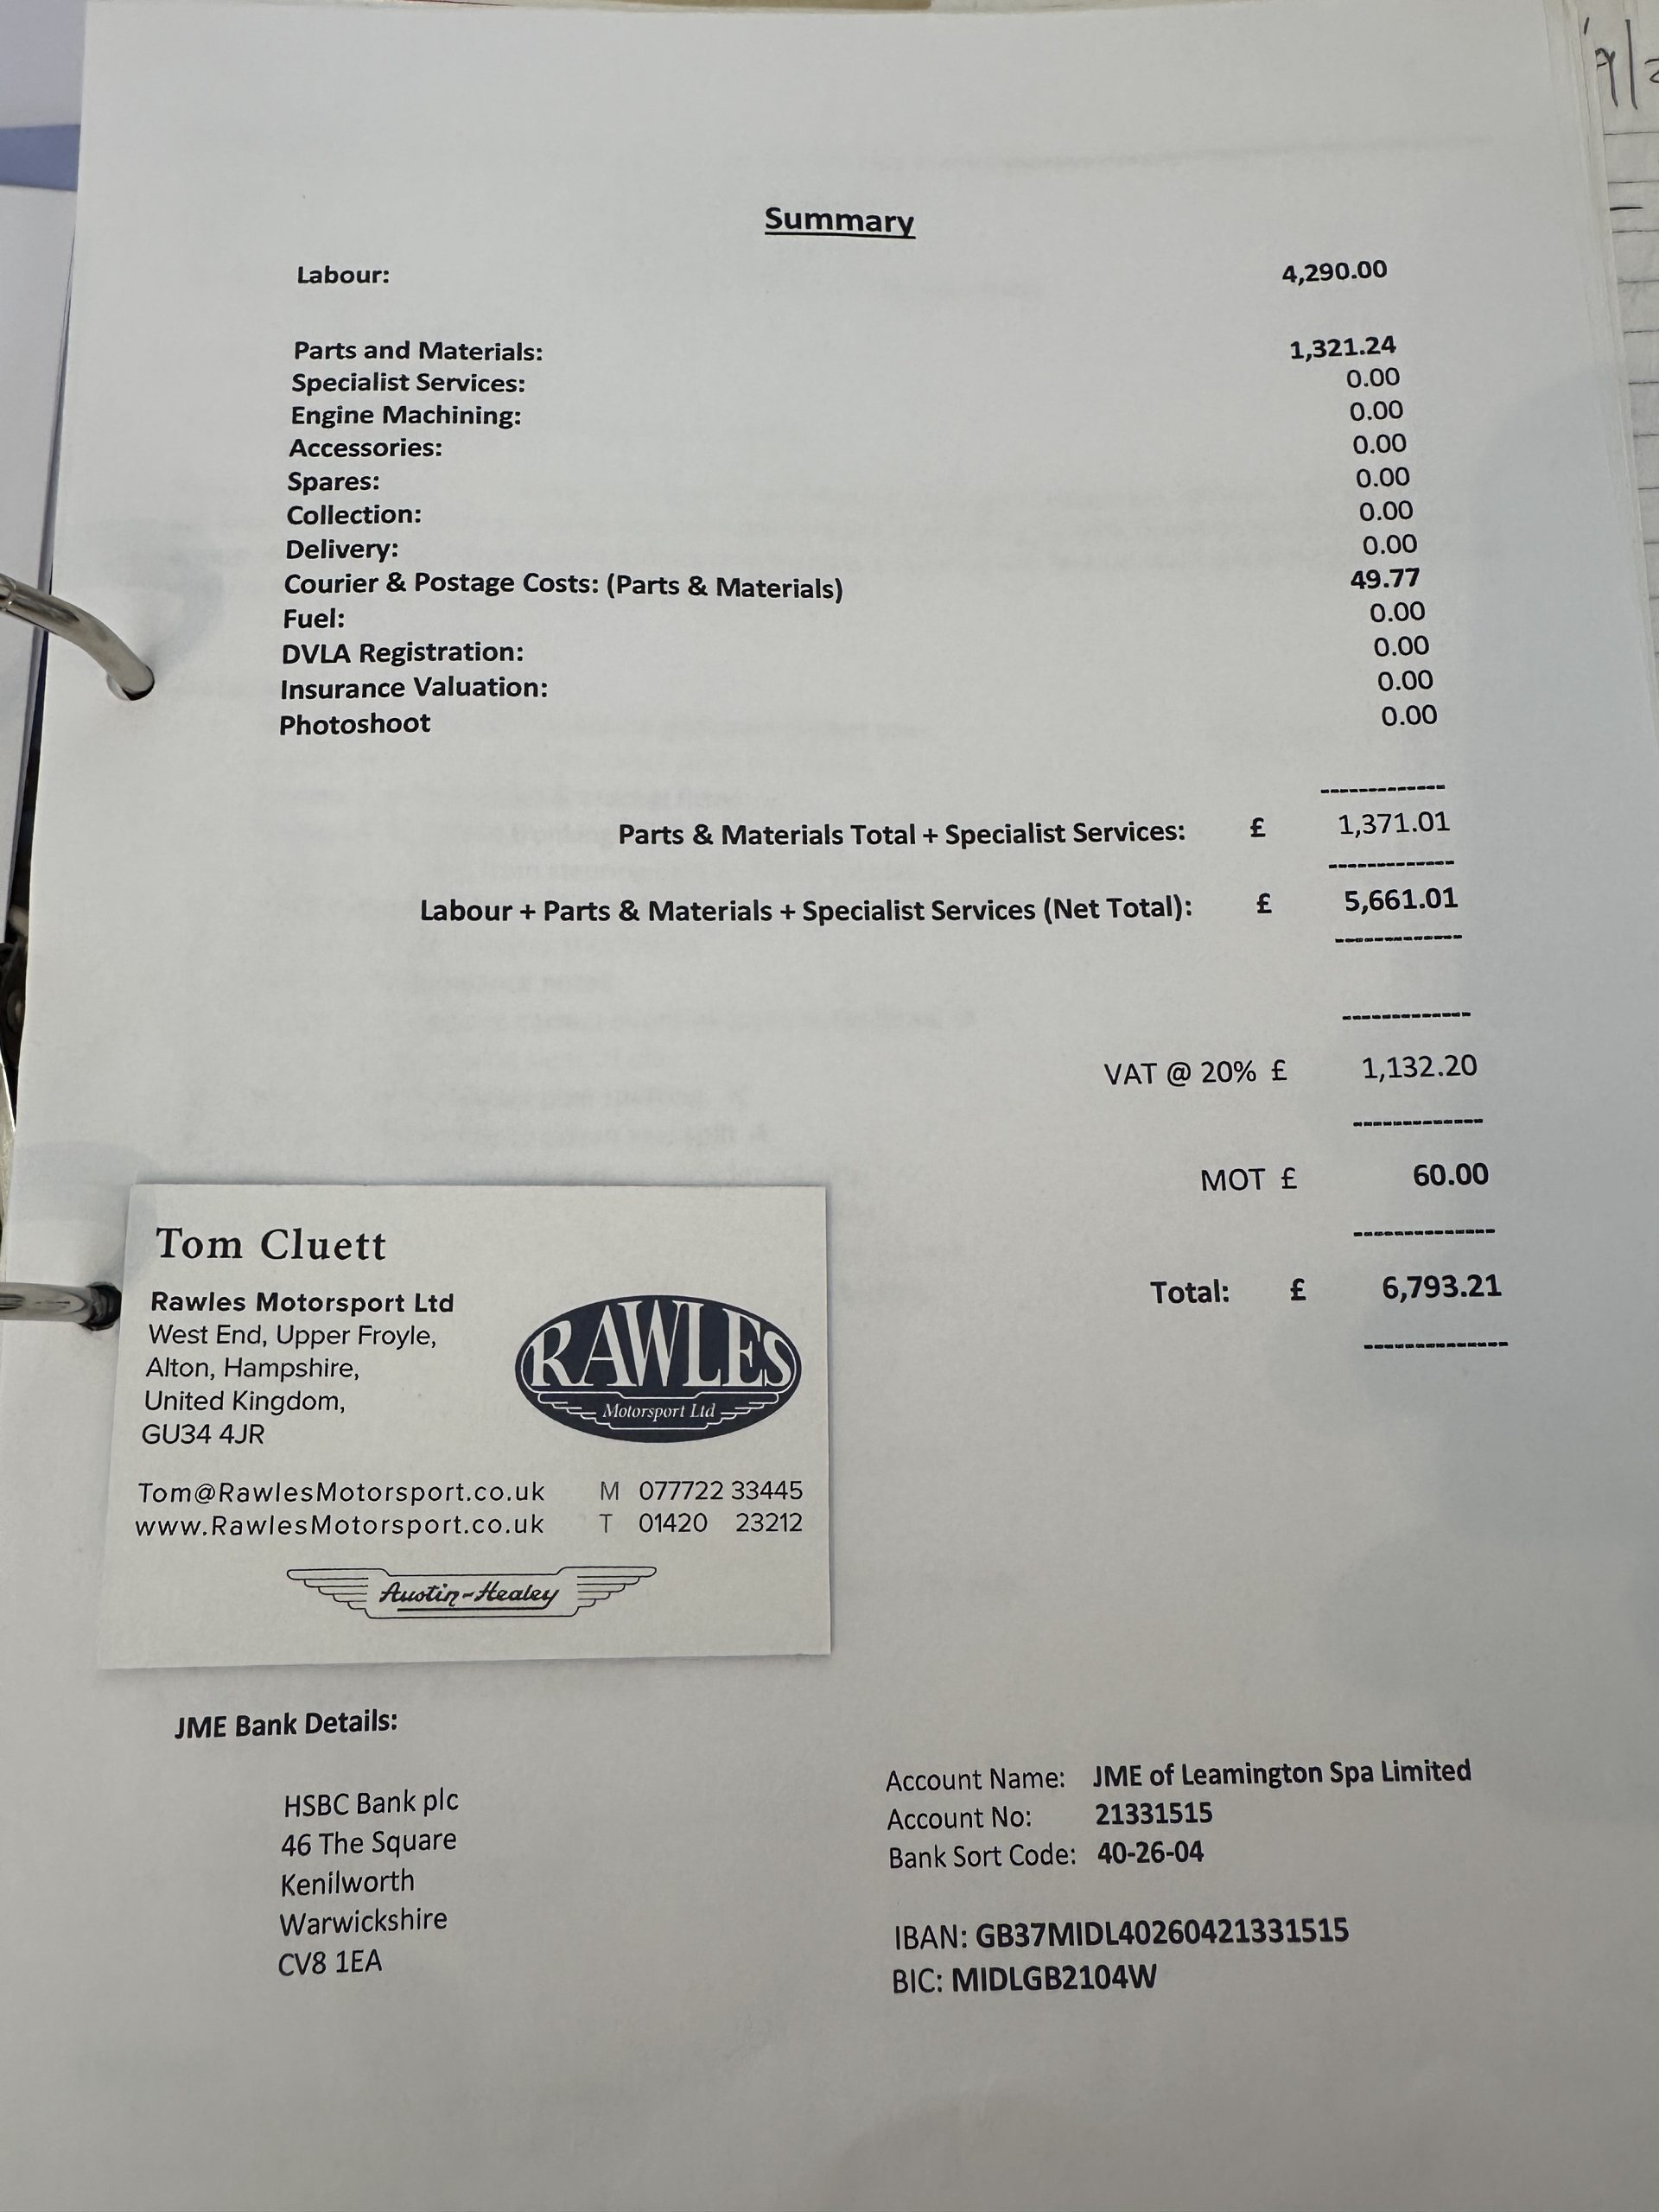 Summary
Labour: 4,290.00
Parts and Materials: 1,321.24
Specialist Services: 0.00
Engine Machining: 0.00
Accessories: 0.00
Spares: 0.00
Collection: 0.00
Delivery: 0.00
Courier & Postage Costs: (Parts & Materials) 49.77
Fuel: 0.00
DVLA Registration: 0.00
Insurance Valuation: 0.00
Photoshoot 0.00
-------------
Parts & Materials Total + Specialist Services: £ 1,371.01
-------------
Labour + Parts & Materials + Specialist Services (Net Total): £ 5,661.01
-------------
-------------
VAT @ 20% £ 1,132.20
-------------
MOT £ 60.00
-------------
Total: £ 6,793.21
-------------
Tom Cluett
Rawles Motorsport Ltd
West End, Upper Froyle,
Alton, Hampshire,
United Kingdom,
GU34 4JR
RAWLES
Motorsport Ltd
Tom@RawlesMotorsport.co.uk M 077722 33445
www.RawlesMotorsport.co.uk T 01420 23212
Austin-Healey
JME Bank Details:
HSBC Bank plc
46 The Square
Kenilworth
Warwickshire
CV8 1EA
Account Name: JME of Leamington Spa Limited
Account No: 21331515
Bank Sort Code: 40-26-04
IBAN: GB37MIDL40260421331515
BIC: MIDLGB2104W